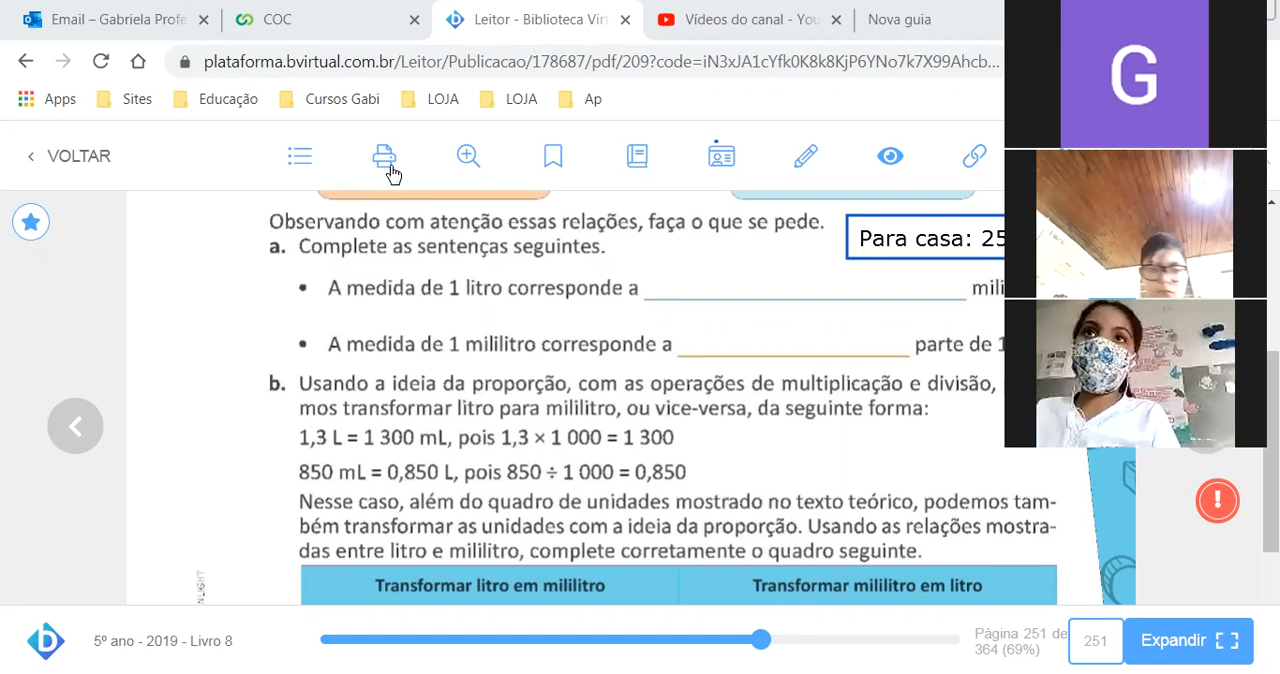 Email – Gabriela Profe
COC
Leitor - Biblioteca Virt
Vídeos do canal - You
Nova guia
plataforma.bvirtual.com.br/Leitor/Publicacao/178687/pdf/209?code=iN3xJA1cYfk0K8k8KjP6YNo7k7X99Ahcb...
Apps
Sites
Educação
Cursos Gabi
LOJA
LOJA
Ap
G
VOLTAR
Observando com atenção essas relações, faça o que se pede.
Para casa: 25
a. Complete as sentenças seguintes.
• A medida de 1 litro corresponde a mili
• A medida de 1 mililitro corresponde a parte de 1
b. Usando a ideia da proporção, com as operações de multiplicação e divisão,
mos transformar litro para mililitro, ou vice-versa, da seguinte forma:
1,3 L = 1 300 mL, pois 1,3 × 1 000 = 1 300
850 mL = 0,850 L, pois 850 ÷ 1 000 = 0,850
Nesse caso, além do quadro de unidades mostrado no texto teórico, podemos tam-
bém transformar as unidades com a ideia da proporção. Usando as relações mostra-
das entre litro e mililitro, complete corretamente o quadro seguinte.
NLIGHT
Transformar litro em mililitro
Transformar mililitro em litro
5º ano - 2019 - Livro 8
Página 251 de
364 (69%)
251
Expandir